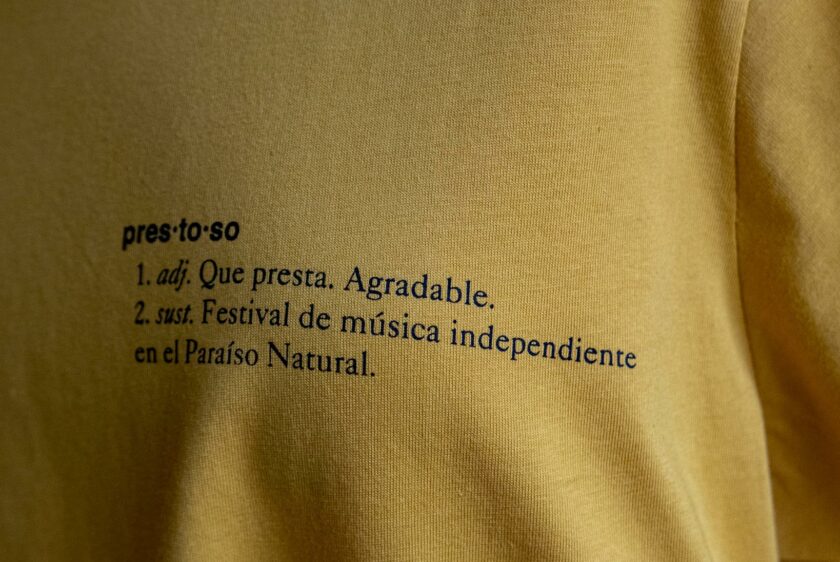 pres·to·so
1. adj. Que presta. Agradable.
2. sust. Festival de música independiente
en el Paraíso Natural.